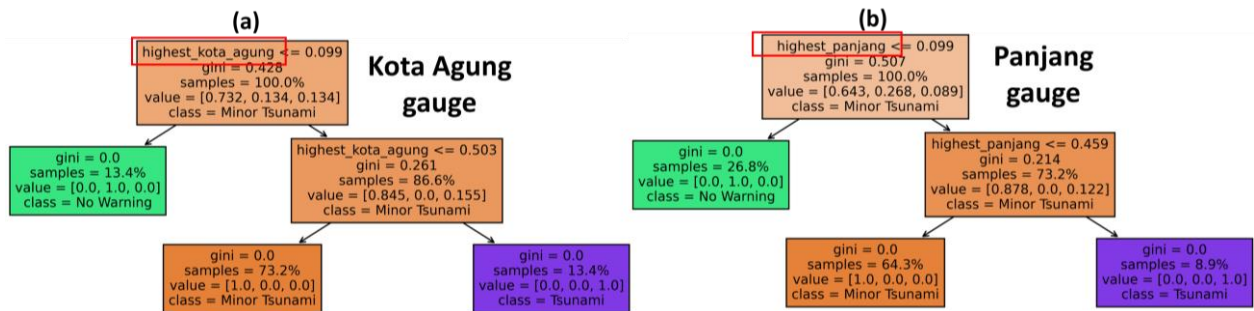 (a)
highest_kota_agung <= 0.099
gini = 0.428
samples = 100.0%
value = [0.732, 0.134, 0.134]
class = Minor Tsunami
Kota Agung
gauge
gini = 0.0
samples = 13.4%
value = [0.0, 1.0, 0.0]
class = No Warning
highest_kota_agung <= 0.503
gini = 0.261
samples = 86.6%
value = [0.845, 0.0, 0.155]
class = Minor Tsunami
gini = 0.0
samples = 73.2%
value = [1.0, 0.0, 0.0]
class = Minor Tsunami
gini = 0.0
samples = 13.4%
value = [0.0, 0.0, 1.0]
class = Tsunami
(b)
highest_panjang <= 0.099
gini = 0.507
samples = 100.0%
value = [0.643, 0.268, 0.089]
class = Minor Tsunami
Panjang
gauge
gini = 0.0
samples = 26.8%
value = [0.0, 1.0, 0.0]
class = No Warning
highest_panjang <= 0.459
gini = 0.214
samples = 73.2%
value = [0.878, 0.0, 0.122]
class = Minor Tsunami
gini = 0.0
samples = 64.3%
value = [1.0, 0.0, 0.0]
class = Minor Tsunami
gini = 0.0
samples = 8.9%
value = [0.0, 0.0, 1.0]
class = Tsunami